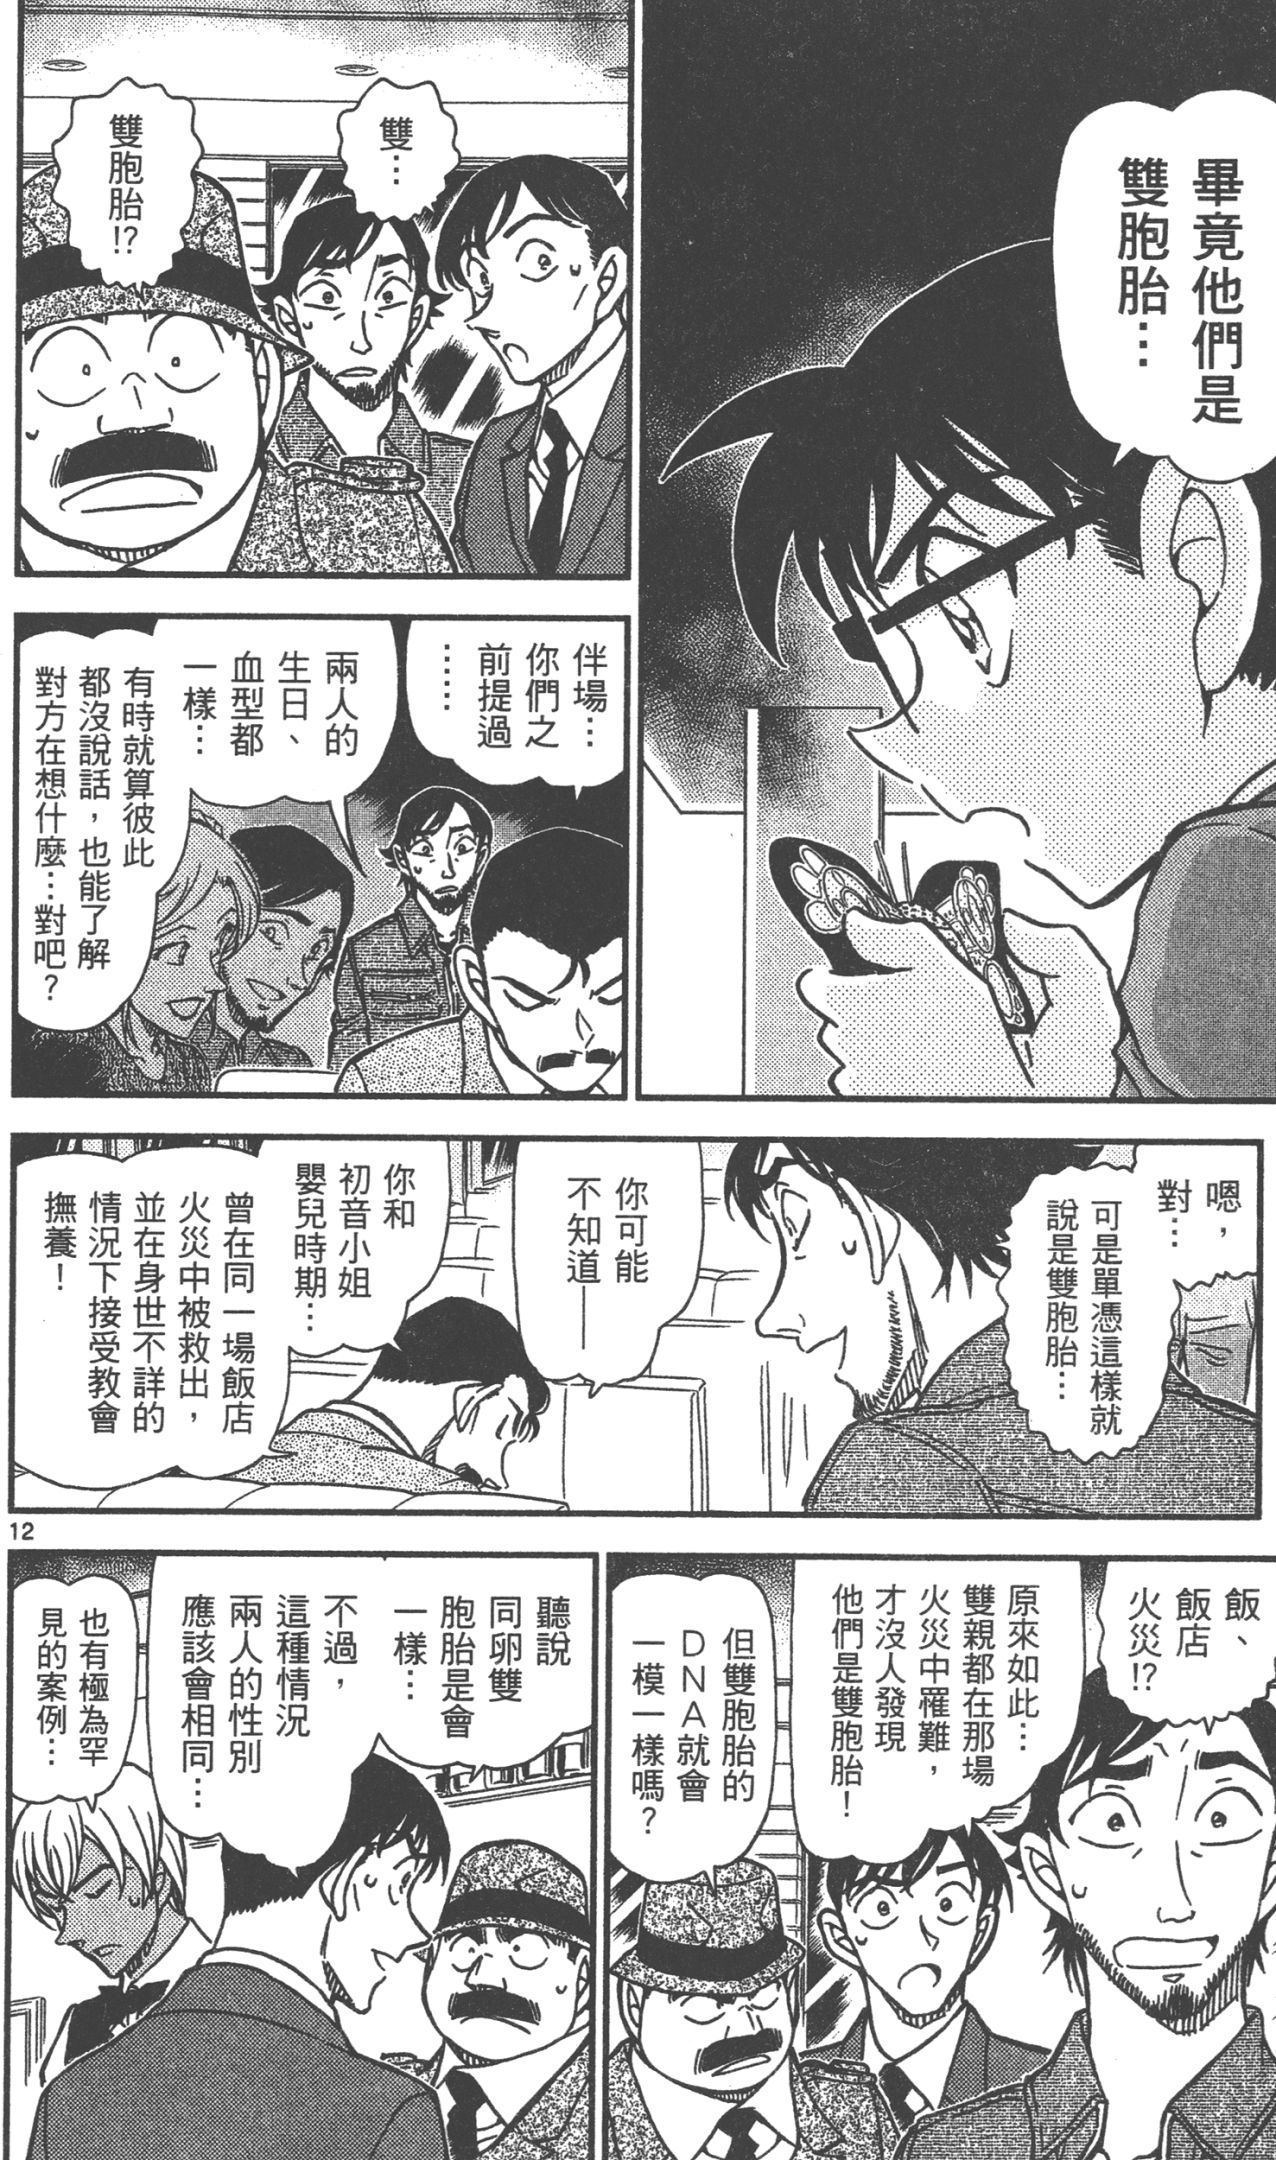 畢竟他們是
雙胞胎…
雙…
雙胞胎!?
伴場…
你們之
前提過
……
兩人的
生日、
血型都
一樣…
有時就算彼此
都沒說話，也能了解
對方在想什麼…對吧？
嗯，
對…
可是單憑這樣就
說是雙胞胎…
你可能
不知道——
你和
初音小姐
嬰兒時期…
曾在同一場飯店
火災中被救出，
並在身世不詳的
情況下接受教會
撫養！
12
飯、
飯店
火災!?
原來如此…
雙親都在那場
火災中罹難，
才沒人發現
他們是雙胞胎！
但雙胞胎的
DNA就會
一模一樣嗎？
聽說
同卵雙
胞胎是會
一樣…
不過，
這種情況
兩人的性別
應該會相同…
也有極為罕
見的案例…